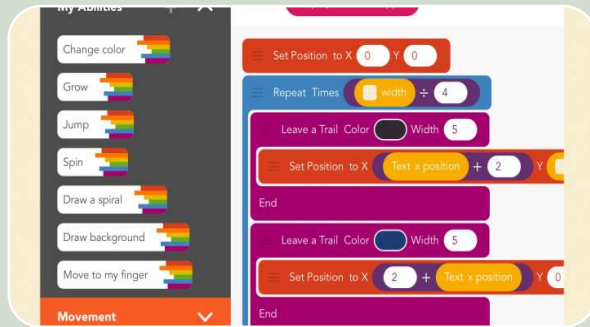 My Abilities
Change color
Grow
Jump
Spin
Draw a spiral
Draw background
Move to my finger
Movement
Set Position to X 0 Y 0
Repeat Times width ÷ 4
Leave a Trail Color Width 5
Set Position to X Text x position + 2 Y
End
Leave a Trail Color Width 5
Set Position to X 2 + Text x position Y 0
End